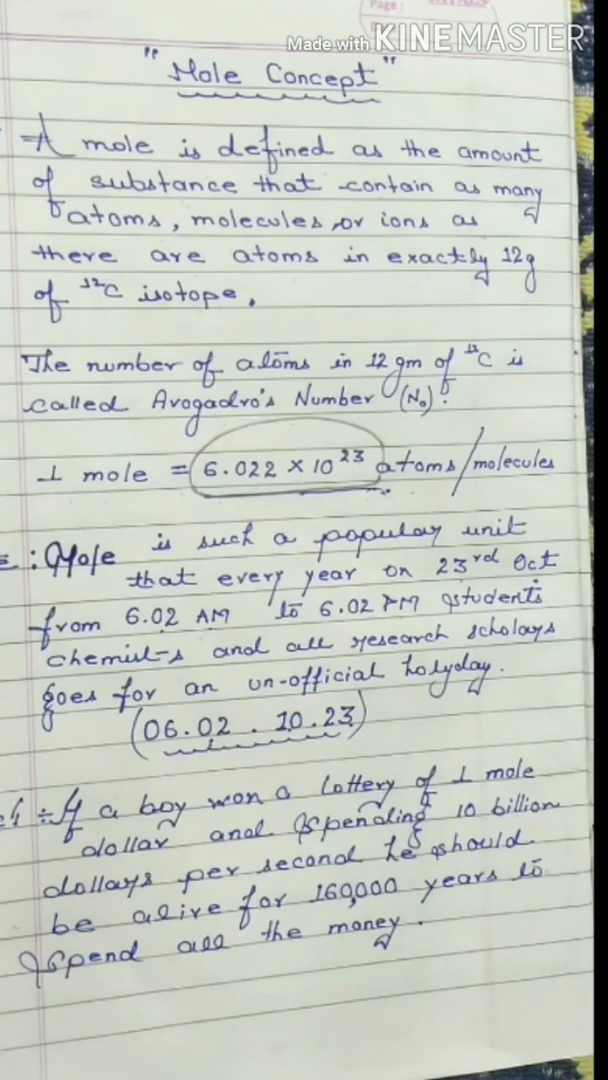 Page :
Made with KINEMASTER
"Mole Concept"
A mole is defined as the amount
of substance that contain as many
atoms, molecules, or ions as
there are atoms in exactly 12g
of ¹²C isotope.
The number of atoms in 12 gm of ¹²C is
called Avogadro's Number (N₀).
1 mole = 6.022 × 10²³ atoms/molecules
: Mole is such a popular unit
that every year on 23rd Oct
from 6.02 AM to 6.02 PM students
chemists and all research scholars
goes for an un-official holyday.
(06.02 . 10.23)
If a boy won a lottery of 1 mole
dollar and spending 10 billion
dollars per second he should
be alive for 160,000 years to
spend all the money.